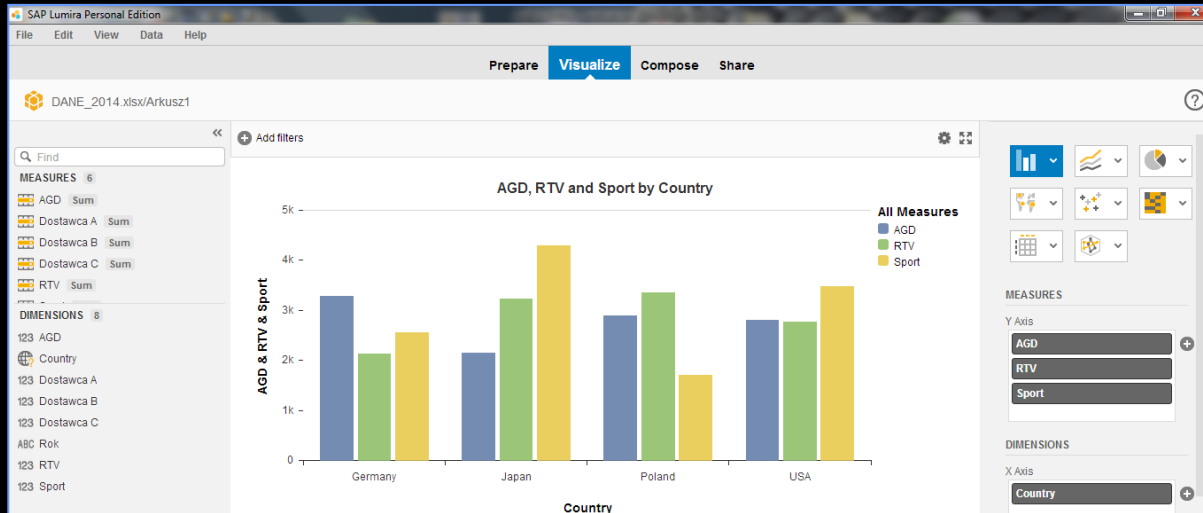 SAP Lumira Personal Edition
File Edit View Data Help
Prepare Visualize Compose Share
DANE_2014.xlsx/Arkusz1
?
Find
MEASURES 6
AGD Sum
Dostawca A Sum
Dostawca B Sum
Dostawca C Sum
RTV Sum
DIMENSIONS 8
123 AGD
Country
123 Dostawca A
123 Dostawca B
123 Dostawca C
ABC Rok
123 RTV
123 Sport
Add filters
AGD, RTV and Sport by Country
AGD & RTV & Sport
5k
4k
3k
2k
1k
0
Germany Japan Poland USA
Country
All Measures
AGD
RTV
Sport
MEASURES
Y Axis
AGD
RTV
Sport
DIMENSIONS
X Axis
Country